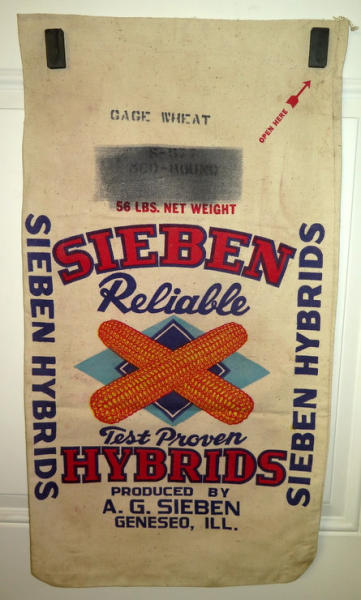 GAGE WHEAT
OPEN HERE
56 LBS. NET WEIGHT
SIEBEN
Reliable
SIEBEN HYBRIDS
SIEBEN HYBRIDS
Test Proven
HYBRIDS
PRODUCED BY
A. G. SIEBEN
GENESEO, ILL.